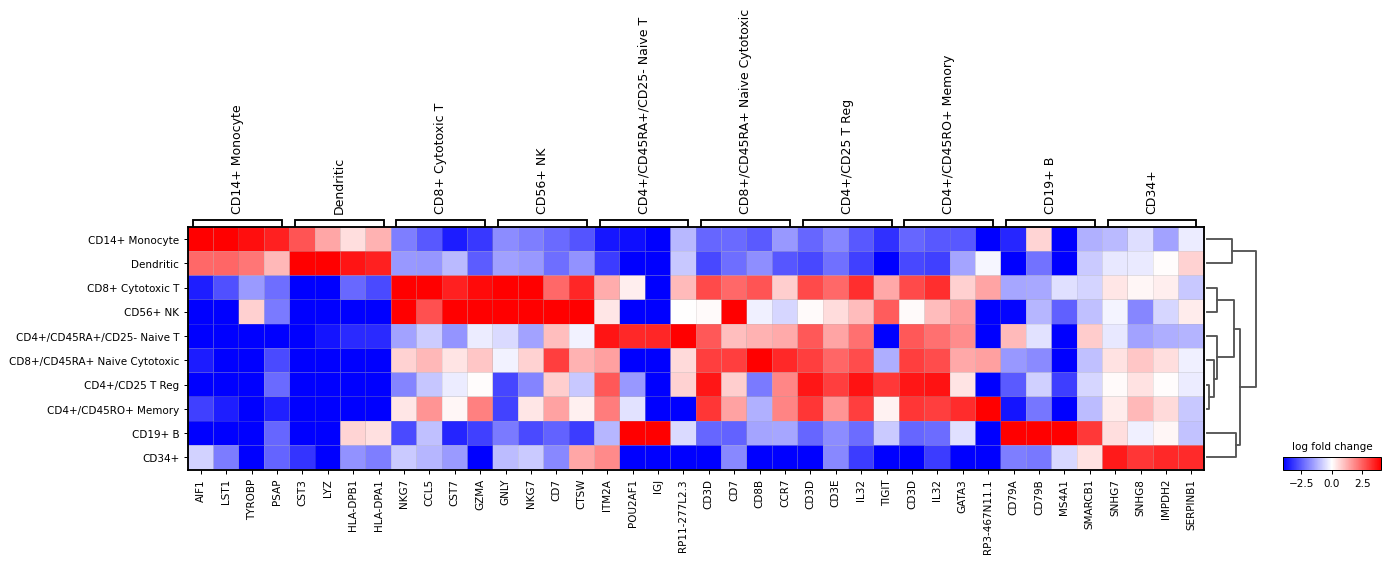 CD14+ Monocyte
Dendritic
CD8+ Cytotoxic T
CD56+ NK
CD4+/CD45RA+/CD25- Naive T
CD8+/CD45RA+ Naive Cytotoxic
CD4+/CD25 T Reg
CD4+/CD45RO+ Memory
CD19+ B
CD34+
CD14+ Monocyte
Dendritic
CD8+ Cytotoxic T
CD56+ NK
CD4+/CD45RA+/CD25- Naive T
CD8+/CD45RA+ Naive Cytotoxic
CD4+/CD25 T Reg
CD4+/CD45RO+ Memory
CD19+ B
CD34+
AIF1
LST1
TYROBP
PSAP
CST3
LYZ
HLA-DPB1
HLA-DPA1
NKG7
CCL5
CST7
GZMA
GNLY
NKG7
CD7
CTSW
ITM2A
POU2AF1
IGJ
RP11-277L2.3
CD3D
CD7
CD8B
CCR7
CD3D
CD3E
IL32
TIGIT
CD3D
IL32
GATA3
RP3-467N11.1
CD79A
CD79B
MS4A1
SMARCB1
SNHG7
SNHG8
IMPDH2
SERPINB1
log fold change
−2.5 0.0 2.5